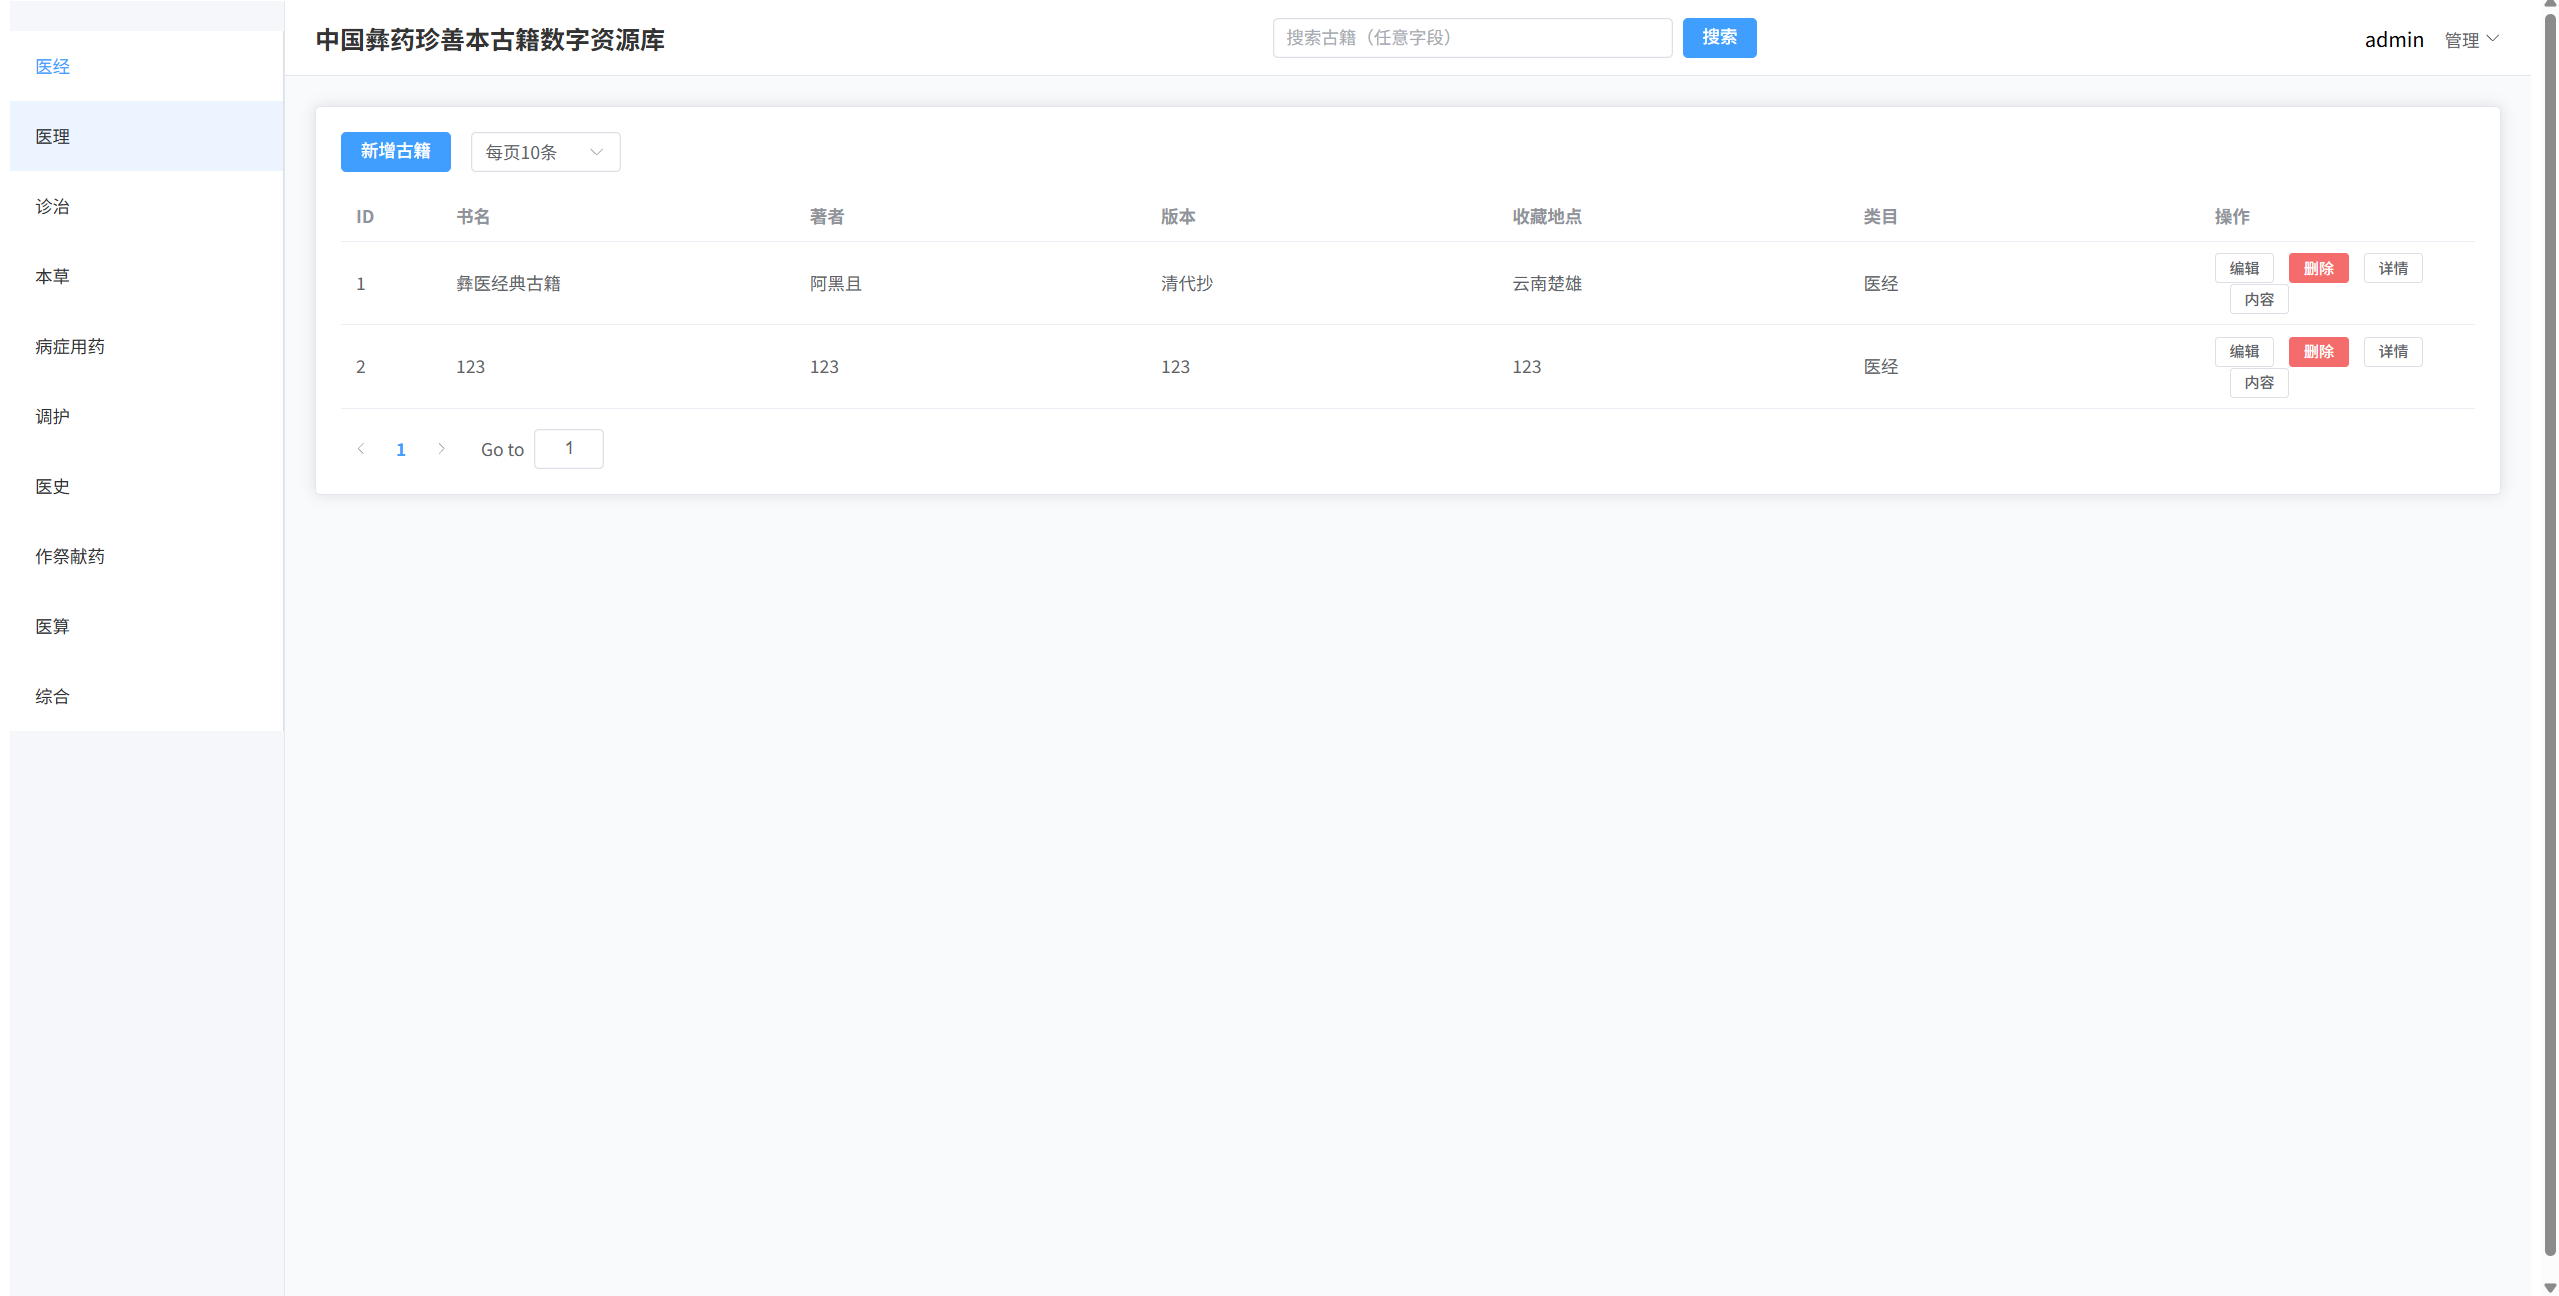 中国彝药珍善本古籍数字资源库
搜索古籍（任意字段）
搜索
admin
管理
医经
医理
诊治
本草
病症用药
调护
医史
作祭献药
医算
综合
新增古籍
每页10条
ID 书名 著者 版本 收藏地点 类目 操作
1 彝医经典古籍 阿黑且 清代抄 云南楚雄 医经 编辑 删除 详情
内容
2 123 123 123 123 医经 编辑 删除 详情
内容
1 Go to 1